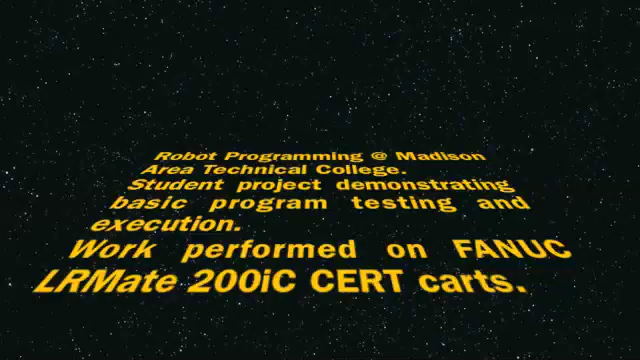 Robot Programming @ Madison
Area Technical College.
Student project demonstrating
basic program testing and
execution.
Work performed on FANUC
LRMate 200iC CERT carts.